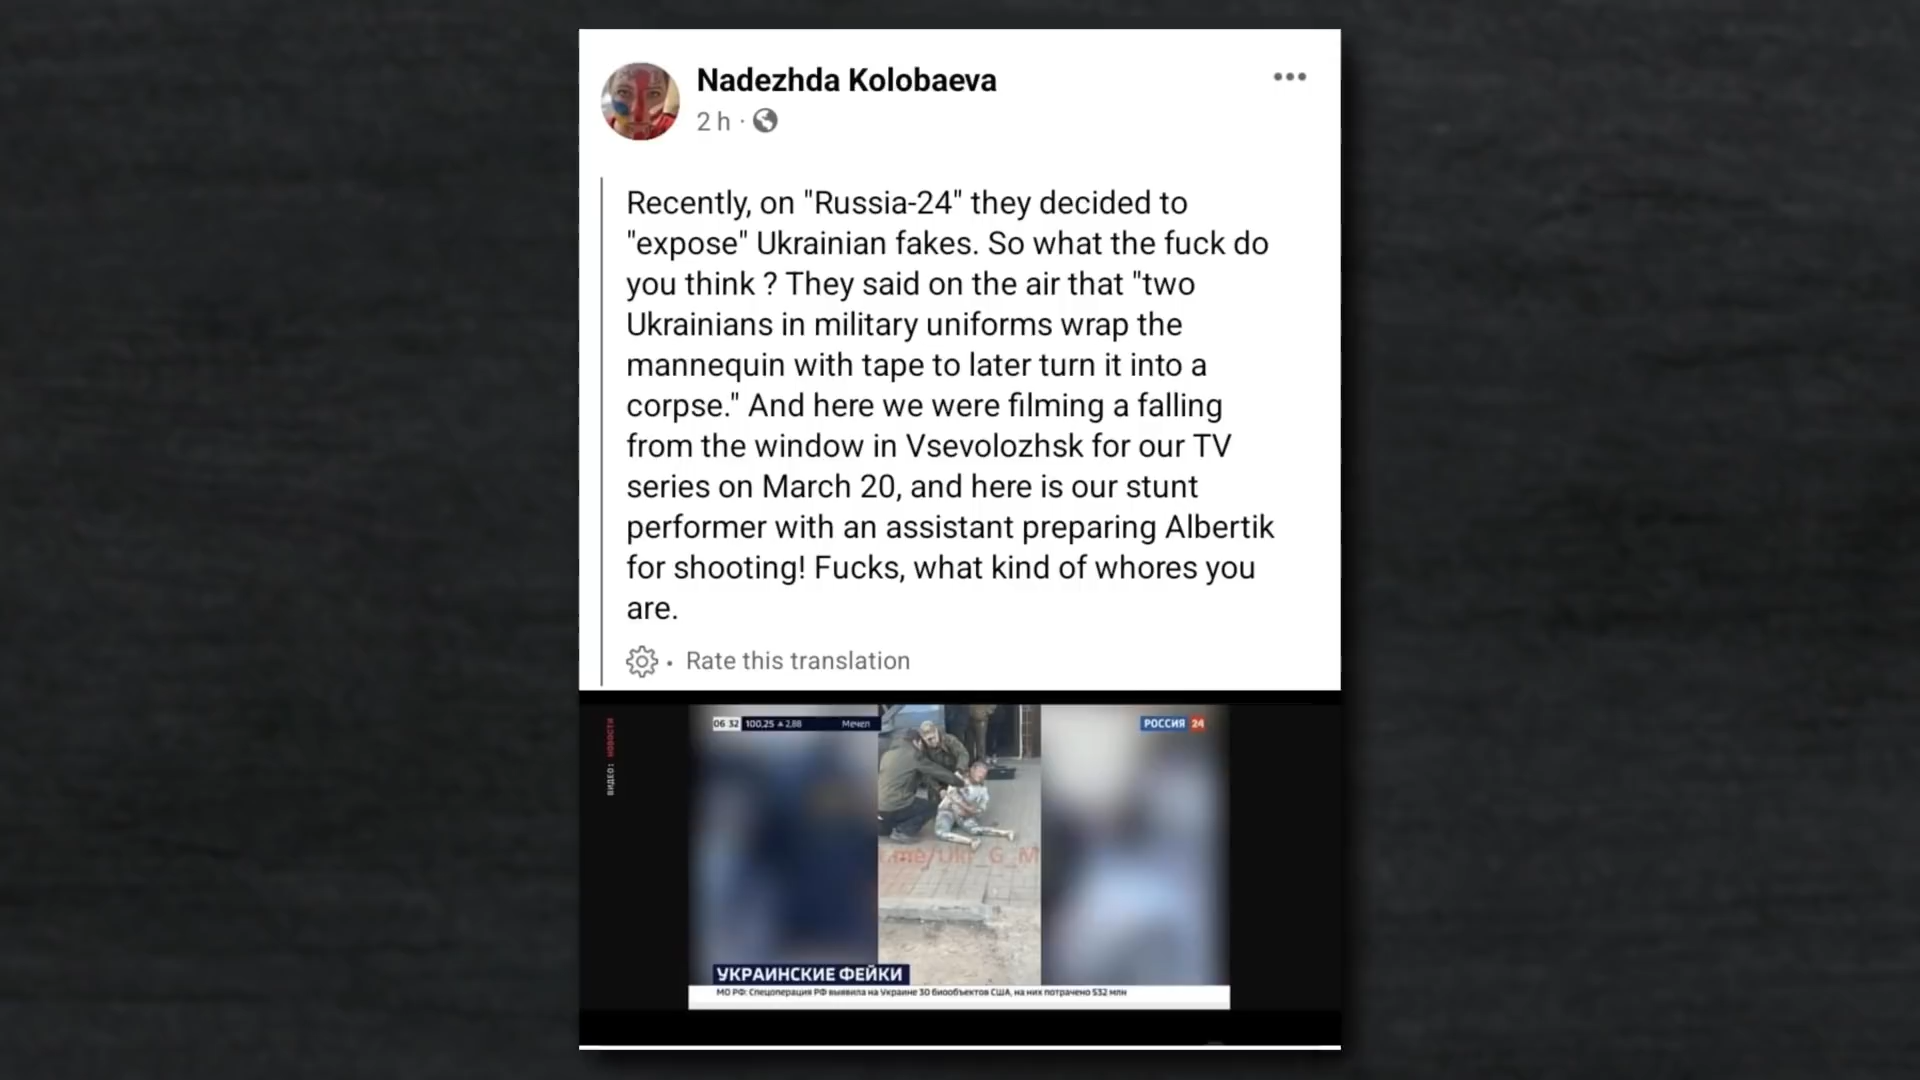 Nadezhda Kolobaeva
2 h ·
Recently, on "Russia-24" they decided to
"expose" Ukrainian fakes. So what the fuck do
you think ? They said on the air that "two
Ukrainians in military uniforms wrap the
mannequin with tape to later turn it into a
corpse." And here we were filming a falling
from the window in Vsevolozhsk for our TV
series on March 20, and here is our stunt
performer with an assistant preparing Albertik
for shooting! Fucks, what kind of whores you
are.
· Rate this translation
ВИДЕО: НОВОСТИ
06 32 100,25 ▲ 2,88 Мечел
РОССИЯ 24
.me/Ukr_G_M
УКРАИНСКИЕ ФЕЙКИ
МО РФ: Спецоперация РФ выявила на Украине 30 биообъектов США, на них потрачено $32 млн